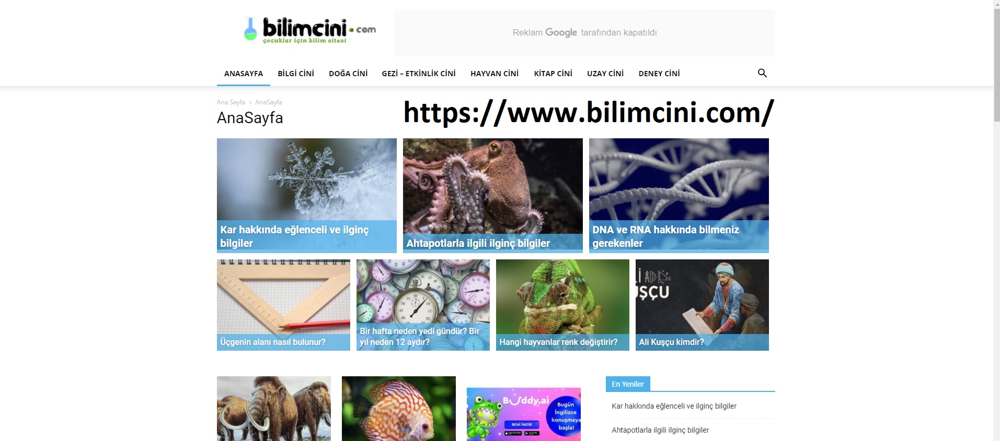 bilimcini.com
çocuklar için bilim sitesi
Reklam Google tarafından kapatıldı
ANASAYFA BİLGİ CİNİ DOĞA CİNİ GEZİ – ETKİNLİK CİNİ HAYVAN CİNİ KİTAP CİNİ UZAY CİNİ DENEY CİNİ
Ana Sayfa › AnaSayfa
AnaSayfa
https://www.bilimcini.com/
Kar hakkında eğlenceli ve ilginç
bilgiler
Ahtapotlarla ilgili ilginç bilgiler
DNA ve RNA hakkında bilmeniz
gerekenler
Üçgenin alanı nasıl bulunur?
Bir hafta neden yedi gündür? Bir
yıl neden 12 aydır?
Hangi hayvanlar renk değiştirir?
Ali Kuşçu kimdir?
Buddy.ai
Bugün
İngilizce
konuşmaya
başla!
BENİ İNDİR
En Yeniler
Kar hakkında eğlenceli ve ilginç bilgiler
Ahtapotlarla ilgili ilginç bilgiler